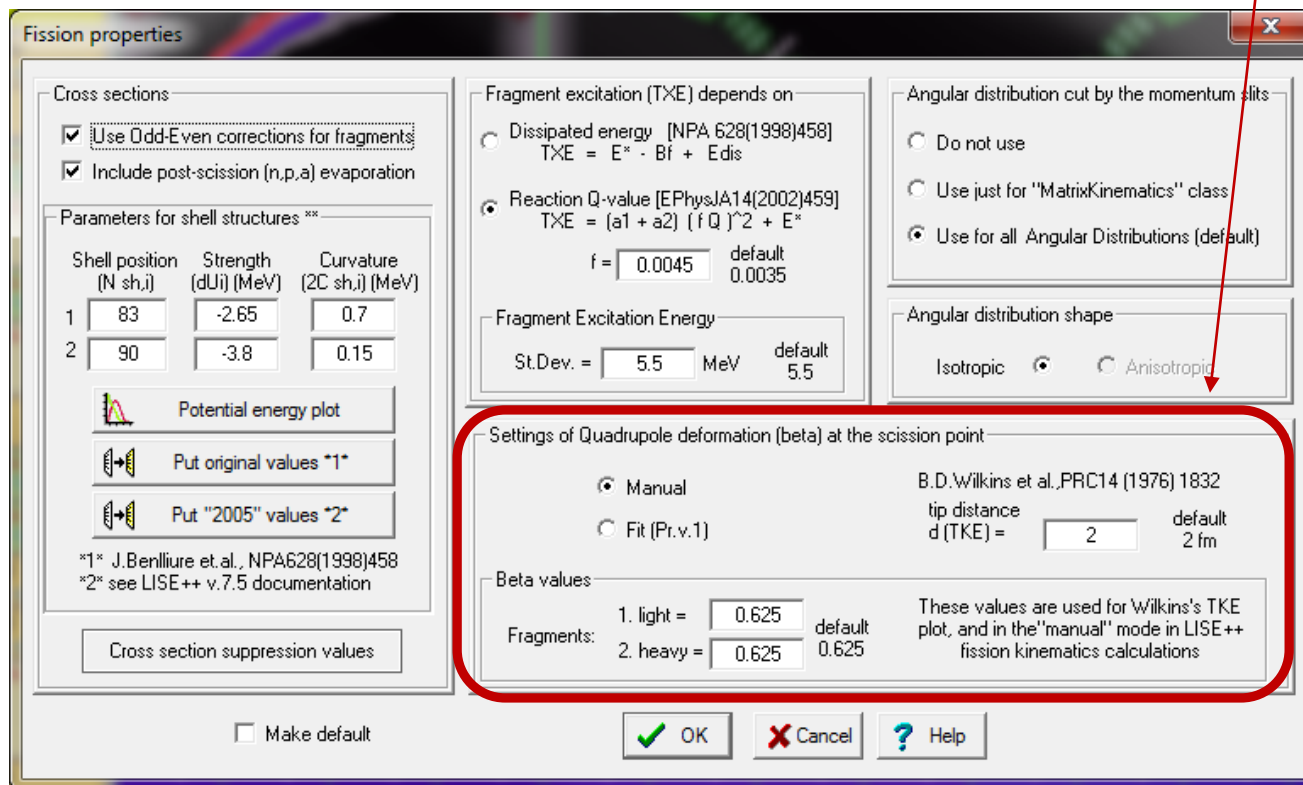 Fission properties
Cross sections
Use Odd-Even corrections for fragments
Include post-scission (n,p,a) evaporation
Parameters for shell structures **
Shell position Strength Curvature
(N sh,i) (dUi) (MeV) (2C sh,i) (MeV)
1 83 -2.65 0.7
2 90 -3.8 0.15
Potential energy plot
Put original values *1*
Put "2005" values *2*
*1* J.Benlliure et.al., NPA628(1998)458
*2* see LISE++ v.7.5 documentation
Cross section suppression values
Make default
Fragment excitation (TXE) depends on
Dissipated energy [NPA 628(1998)458]
TXE = E* - Bf + Edis
Reaction Q-value [EPhysJA14(2002)459]
TXE = (a1 + a2) ( f Q )^2 + E*
f = 0.0045 default
0.0035
Fragment Excitation Energy
St.Dev. = 5.5 MeV default
5.5
Angular distribution cut by the momentum slits
Do not use
Use just for "MatrixKinematics" class
Use for all Angular Distributions (default)
Angular distribution shape
Isotropic Anisotropic
Settings of Quadrupole deformation (beta) at the scission point
Manual
Fit (Pr.v.1)
B.D.Wilkins et al.,PRC14 (1976) 1832
tip distance
d (TKE) = 2 default
2 fm
Beta values
Fragments:
1. light = 0.625
2. heavy = 0.625
default
0.625
These values are used for Wilkins's TKE
plot, and in the"manual" mode in LISE++
fission kinematics calculations
OK
Cancel
Help